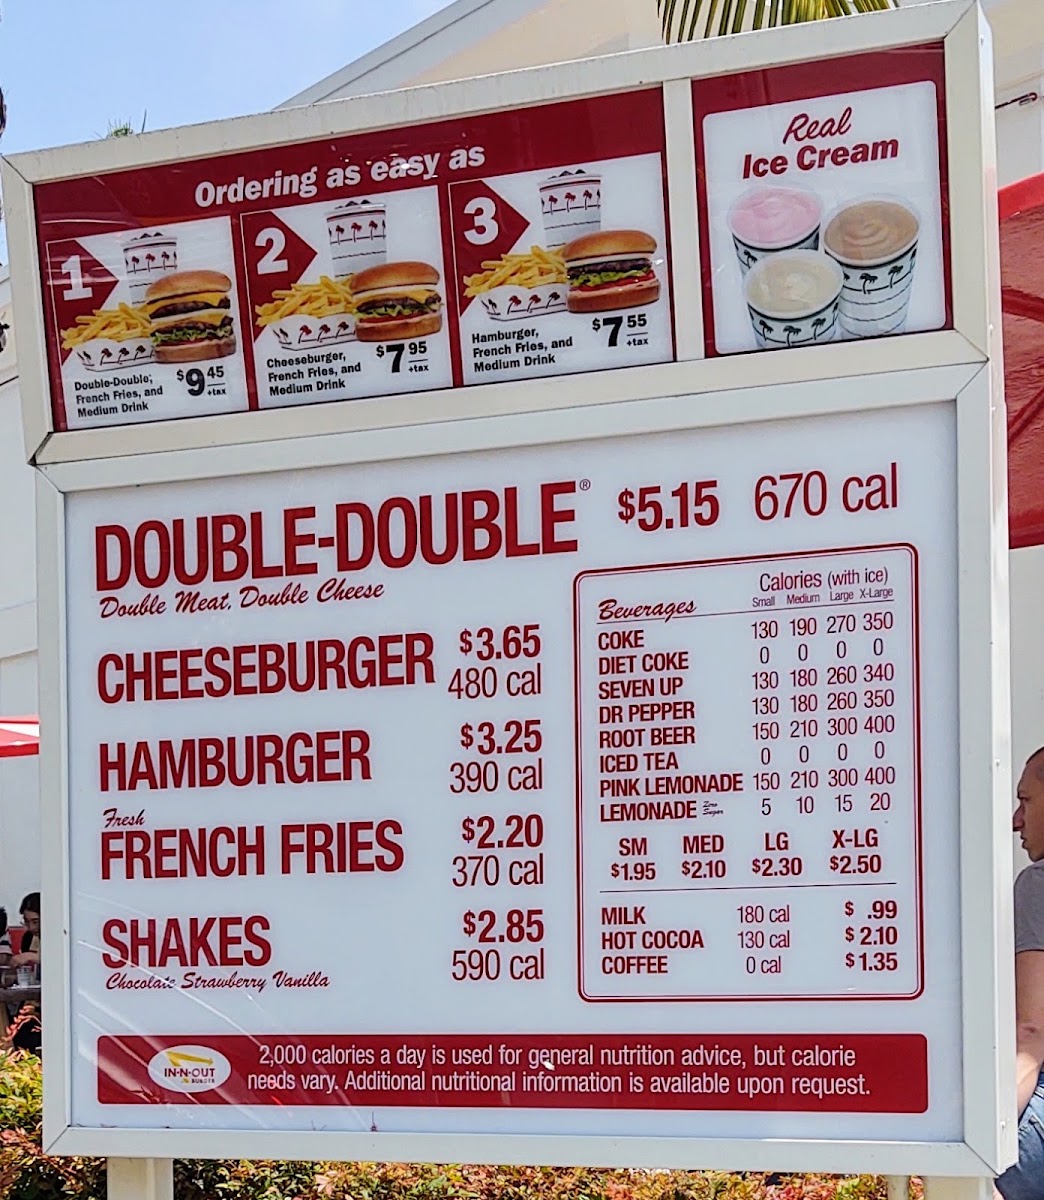 Ordering as easy as
1
Double-Double,®
French Fries, and
Medium Drink
$9 45
+tax
2
Cheeseburger,
French Fries, and
Medium Drink
$7 95
+tax
3
Hamburger,
French Fries, and
Medium Drink
$7 55
+tax
Real
Ice Cream
DOUBLE-DOUBLE® $5.15 670 cal
Double Meat, Double Cheese
CHEESEBURGER $3.65
480 cal
HAMBURGER $3.25
390 cal
Fresh
FRENCH FRIES $2.20
370 cal
SHAKES $2.85
Chocolate Strawberry Vanilla 590 cal
Calories (with ice)
Beverages Small Medium Large X-Large
COKE 130 190 270 350
DIET COKE 0 0 0 0
SEVEN UP 130 180 260 340
DR PEPPER 130 180 260 350
ROOT BEER 150 210 300 400
ICED TEA 0 0 0 0
PINK LEMONADE 150 210 300 400
LEMONADE Zero Sugar 5 10 15 20
SM MED LG X-LG
$1.95 $2.10 $2.30 $2.50
MILK 180 cal $ .99
HOT COCOA 130 cal $2.10
COFFEE 0 cal $1.35
IN-N-OUT
BURGER
2,000 calories a day is used for general nutrition advice, but calorie
needs vary. Additional nutritional information is available upon request.